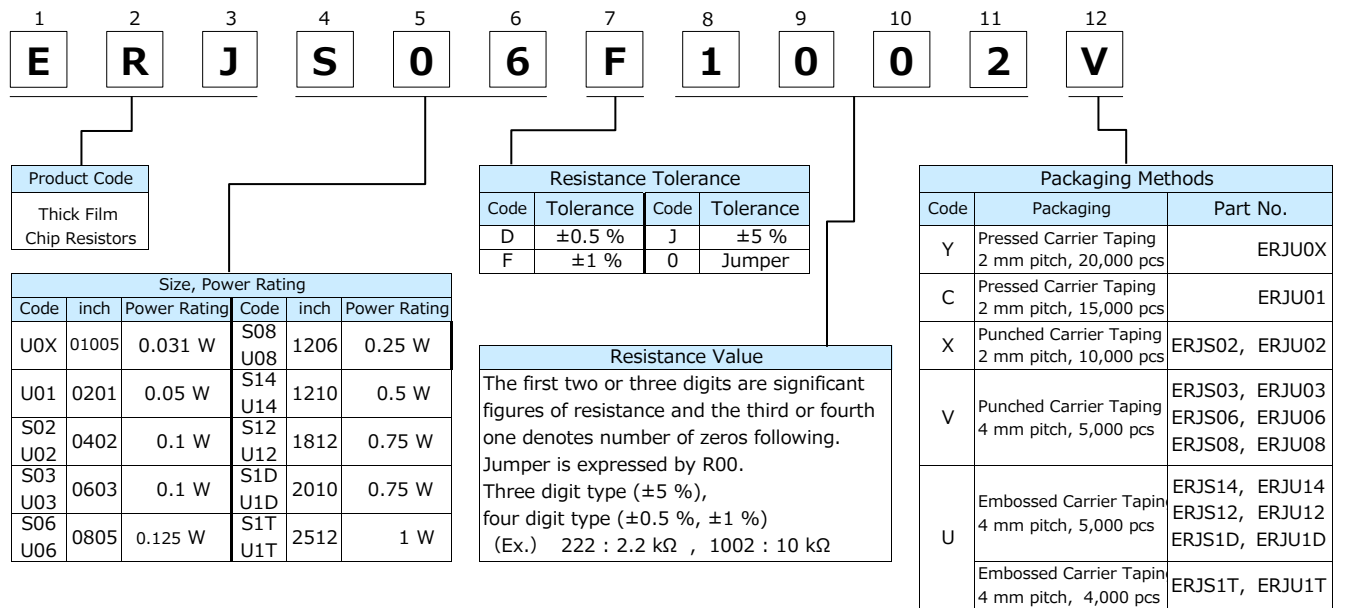 1 2 3 4 5 6 7 8 9 10 11 12
E R J S 0 6 F 1 0 0 2 V
Product Code
Thick Film
Chip Resistors
Size, Power Rating
Code inch Power Rating Code inch Power Rating
U0X 01005 0.031 W S08 U08 1206 0.25 W
U01 0201 0.05 W S14 U14 1210 0.5 W
S02 U02 0402 0.1 W S12 U12 1812 0.75 W
S03 U03 0603 0.1 W S1D U1D 2010 0.75 W
S06 U06 0805 0.125 W S1T U1T 2512 1 W
Resistance Tolerance
Code Tolerance Code Tolerance
D ±0.5 % J ±5 %
F ±1 % 0 Jumper
Resistance Value
The first two or three digits are significant
figures of resistance and the third or fourth
one denotes number of zeros following.
Jumper is expressed by R00.
Three digit type (±5 %),
four digit type (±0.5 %, ±1 %)
(Ex.) 222 : 2.2 kΩ , 1002 : 10 kΩ
Packaging Methods
Code Packaging Part No.
Y Pressed Carrier Taping
2 mm pitch, 20,000 pcs ERJU0X
C Pressed Carrier Taping
2 mm pitch, 15,000 pcs ERJU01
X Punched Carrier Taping
2 mm pitch, 10,000 pcs ERJS02, ERJU02
V Punched Carrier Taping
4 mm pitch, 5,000 pcs
ERJS03, ERJU03
ERJS06, ERJU06
ERJS08, ERJU08
U Embossed Carrier Tapin
4 mm pitch, 5,000 pcs
ERJS14, ERJU14
ERJS12, ERJU12
ERJS1D, ERJU1D
Embossed Carrier Tapin
4 mm pitch, 4,000 pcs ERJS1T, ERJU1T